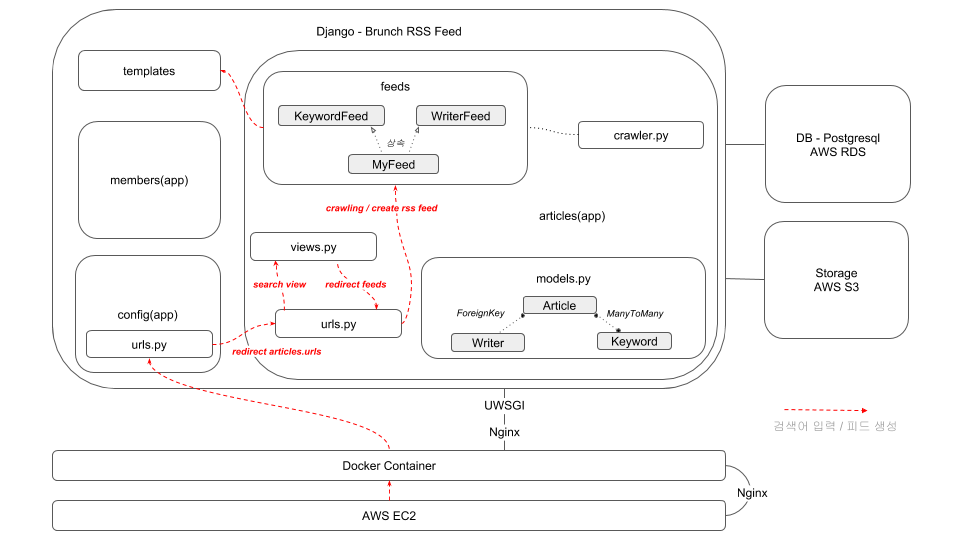 Django - Brunch RSS Feed
templates
feeds
KeywordFeed
WriterFeed
상속
MyFeed
crawler.py
DB - Postgresql
AWS RDS
members(app)
crawling / create rss feed
articles(app)
views.py
search view
redirect feeds
models.py
Article
ForeignKey
ManyToMany
Writer
Keyword
Storage
AWS S3
config(app)
urls.py
urls.py
redirect articles.urls
UWSGI
Nginx
검색어 입력 / 피드 생성
Docker Container
Nginx
AWS EC2